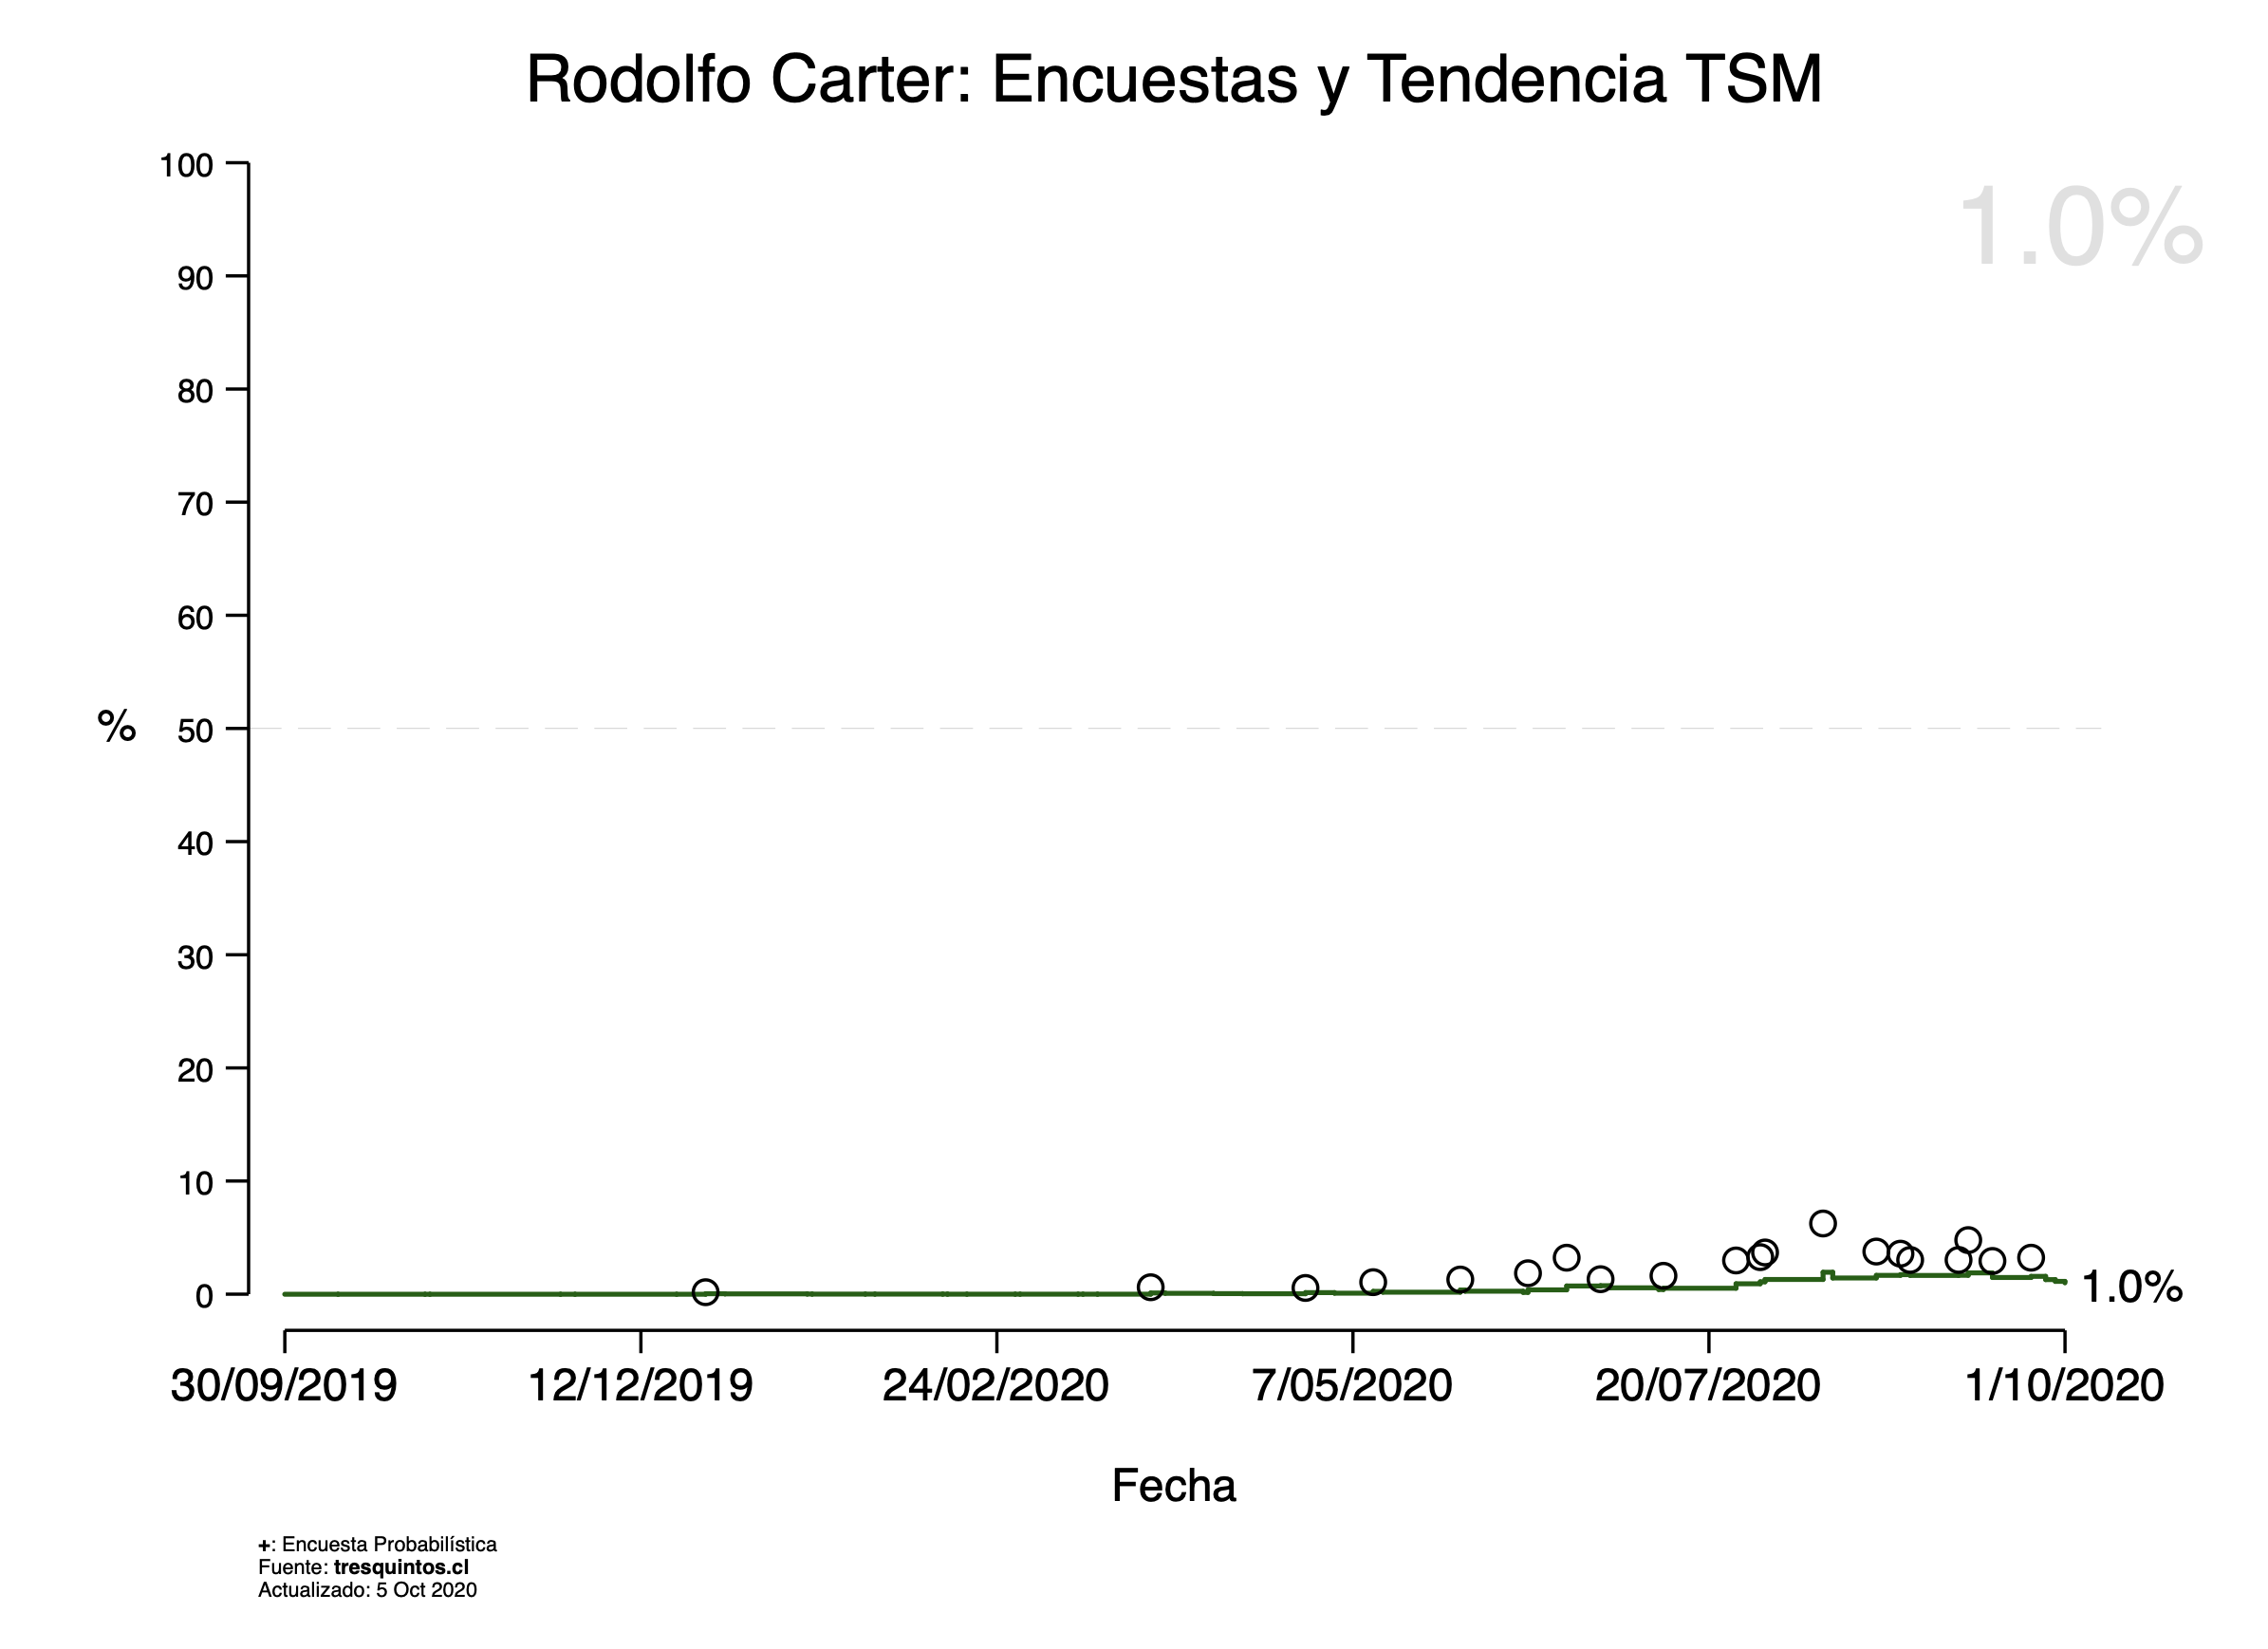 Rodolfo Carter: Encuestas y Tendencia TSM
1.0%
100
90
80
70
60
% 50
40
30
20
10
0
1.0%
30/09/2019 12/12/2019 24/02/2020 7/05/2020 20/07/2020 1/10/2020
Fecha
+: Encuesta Probabilística
Fuente: tresquintos.cl
Actualizado: 5 Oct 2020